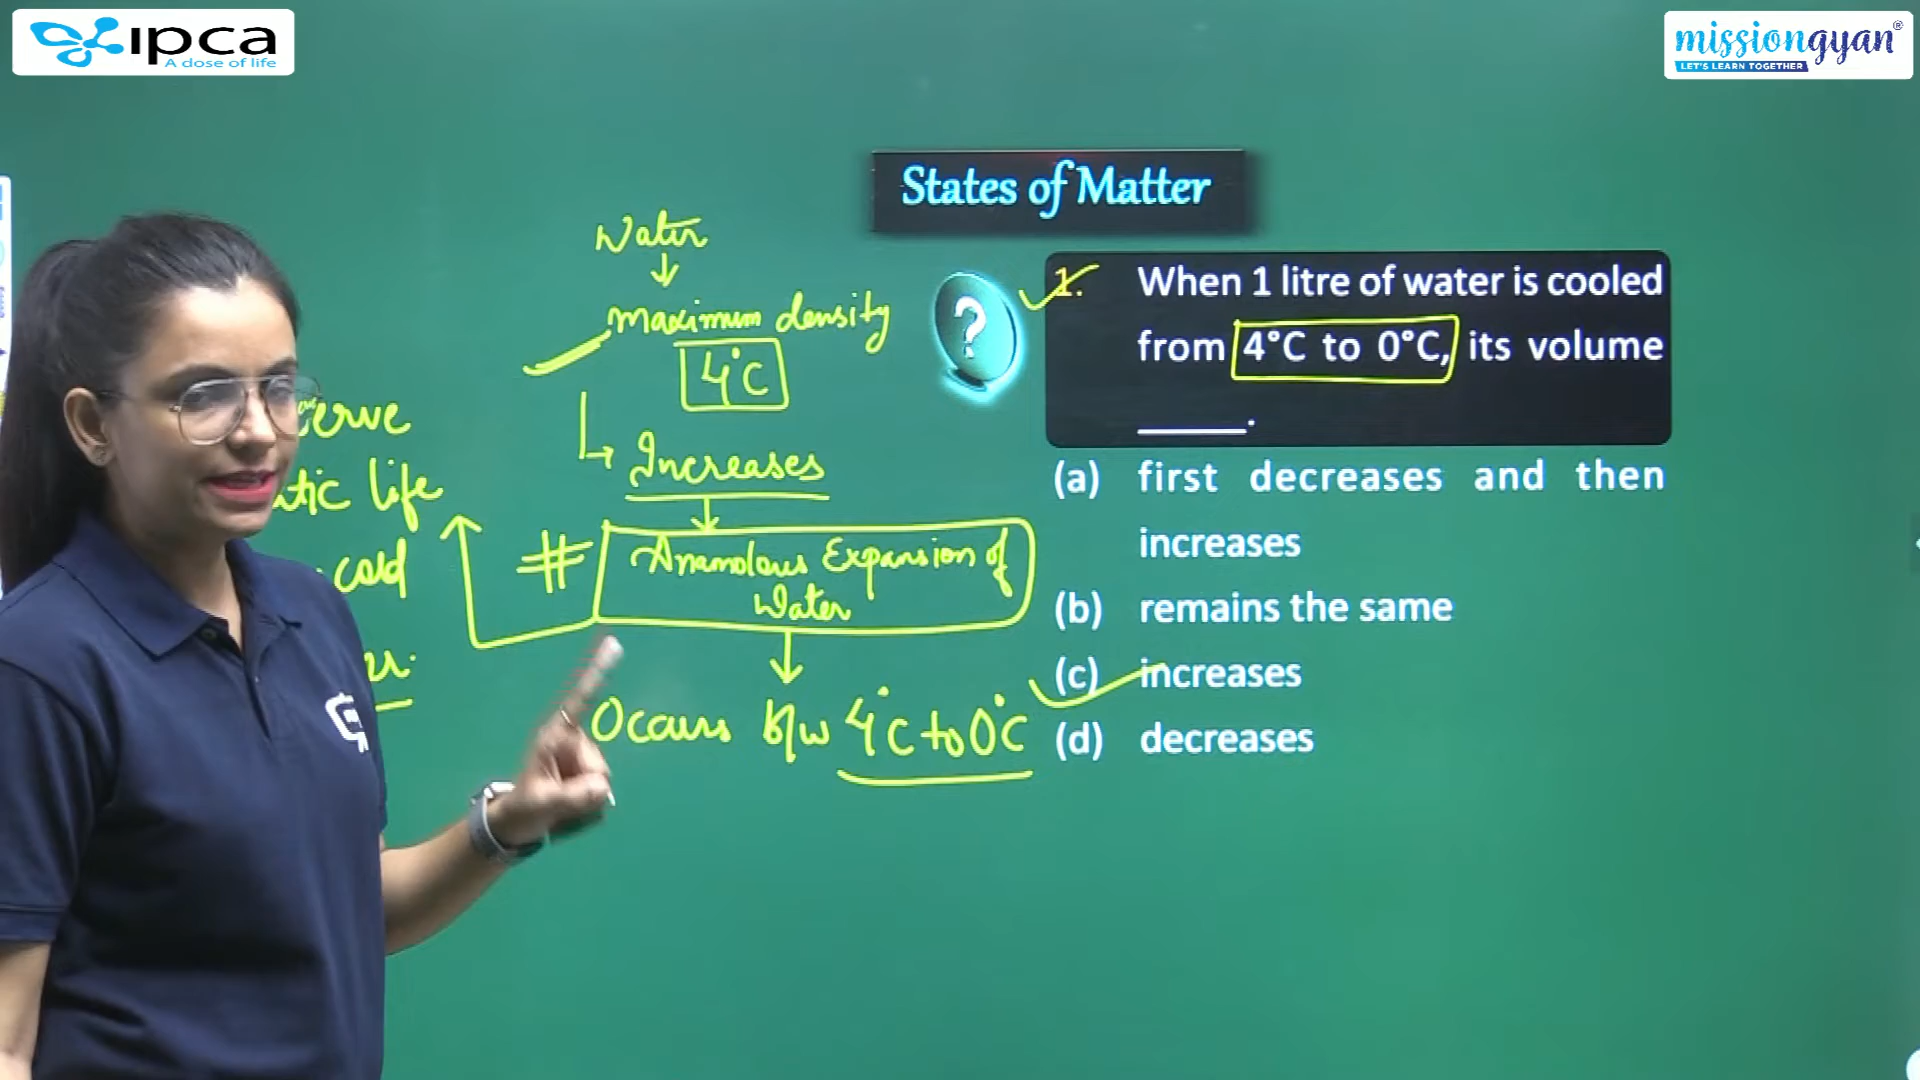 ipca
A dose of life
missiongyan®
LET'S LEARN TOGETHER
States of Matter
Water
maximum density
4°C
Increases
#
Anamolous Expansion of
Water
Occurs b/w 4°C to 0°C
erve
tic life
cold
1. When 1 litre of water is cooled
from 4°C to 0°C, its volume
______.
(a) first decreases and then
increases
(b) remains the same
(c) increases
(d) decreases
?